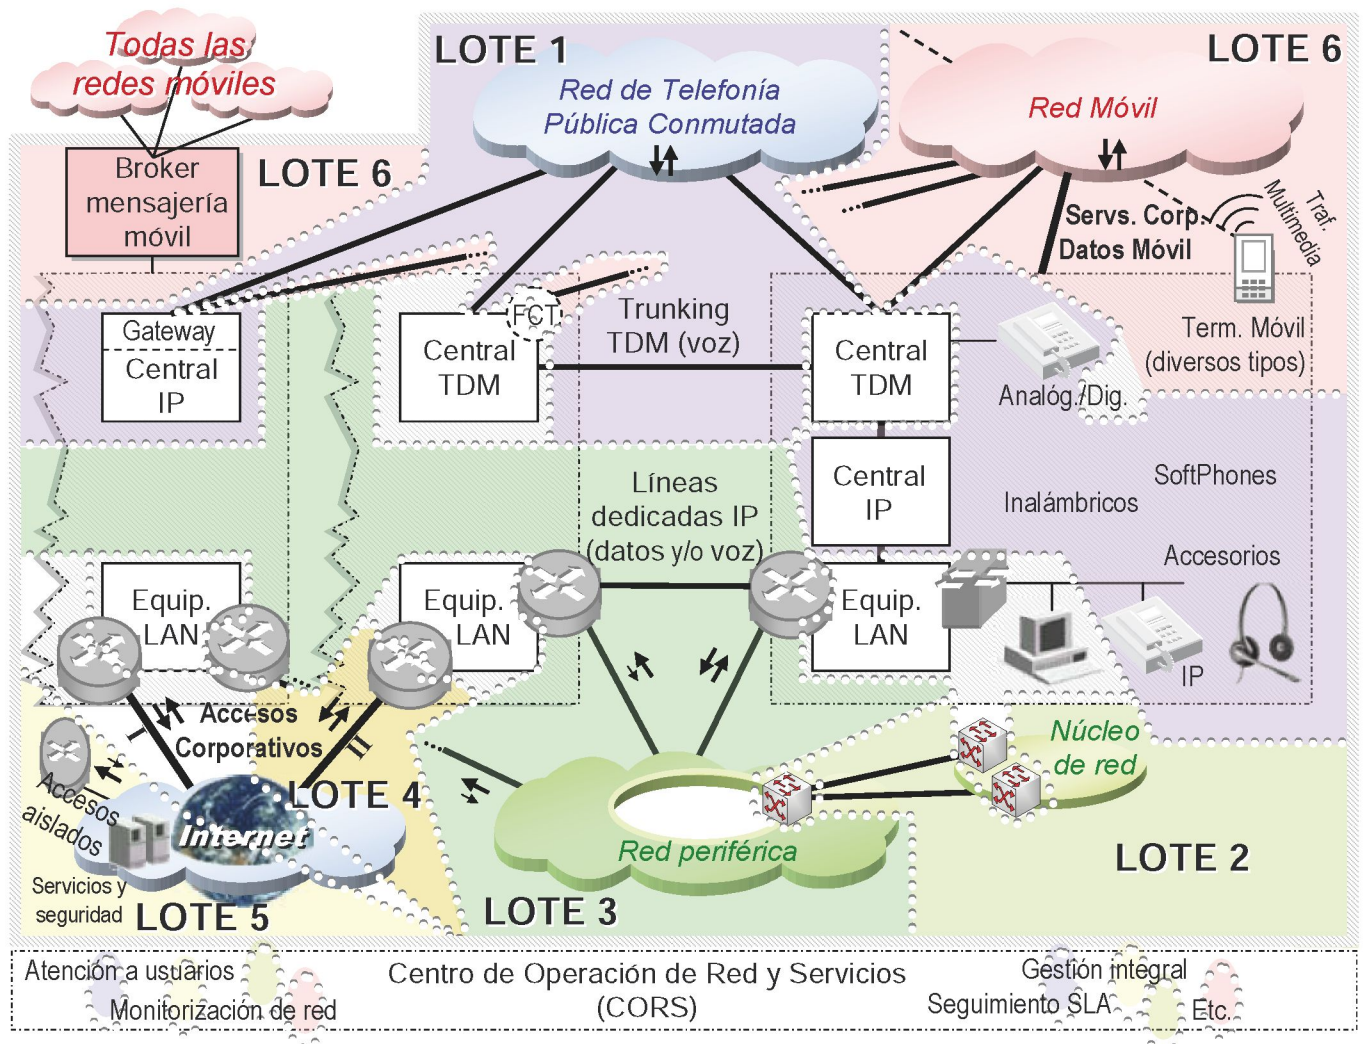 Todas las
redes móviles
LOTE 1
LOTE 6
Red de Telefonía
Pública Conmutada
Red Móvil
Broker
mensajería
móvil
LOTE 6
Servs. Corp.
Datos Móvil
Traf.
Multimedia
Gateway
Central
IP
FCT
Central
TDM
Trunking
TDM (voz)
Central
TDM
Analóg./Dig.
Term. Móvil
(diversos tipos)
Central
IP
Líneas
dedicadas IP
(datos y/o voz)
Inalámbricos
SoftPhones
Accesorios
Equip.
LAN
Equip.
LAN
Equip.
LAN
IP
I
Accesos
Corporativos
II
Accesos
aislados
LOTE 4
Internet
Servicios y
seguridad
LOTE 5
LOTE 3
Red periférica
Núcleo
de red
LOTE 2
Atención a usuarios
Monitorización de red
Centro de Operación de Red y Servicios
(CORS)
Gestión integral
Seguimiento SLA
Etc.